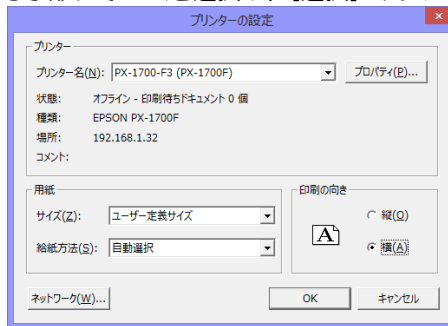 プリンターの設定
プリンター
プリンター名(N): PX-1700-F3 (PX-1700F) プロパティ(P)...
状態: オフライン - 印刷待ちドキュメント 0 個
種類: EPSON PX-1700F
場所: 192.168.1.32
コメント:
用紙
サイズ(Z): ユーザー定義サイズ
給紙方法(S): 自動選択
印刷の向き
A
縦(O)
横(A)
ネットワーク(W)... OK キャンセル